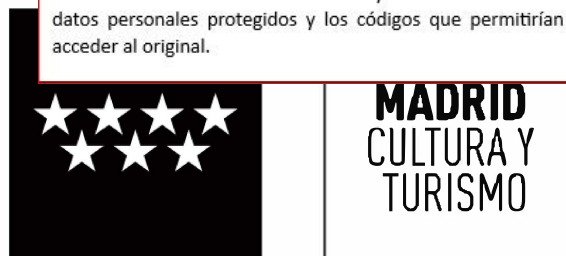 datos personales protegidos y los códigos que permitirían
acceder al original.
MADRID
CULTURA Y
TURISMO